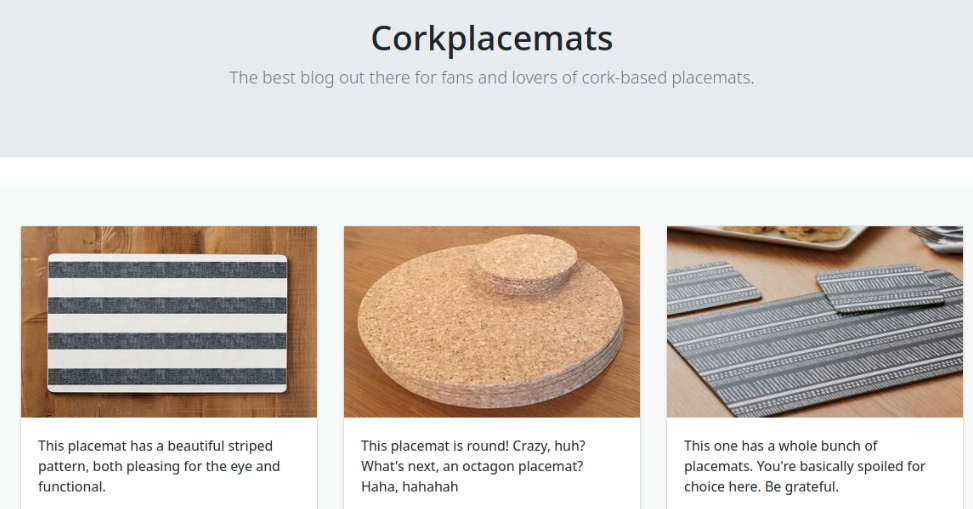 Corkplacemats
The best blog out there for fans and lovers of cork-based placemats.
This placemat has a beautiful striped
pattern, both pleasing for the eye and
functional.
This placemat is round! Crazy, huh?
What's next, an octagon placemat?
Haha, hahahah
This one has a whole bunch of
placemats. You're basically spoiled for
choice here. Be grateful.